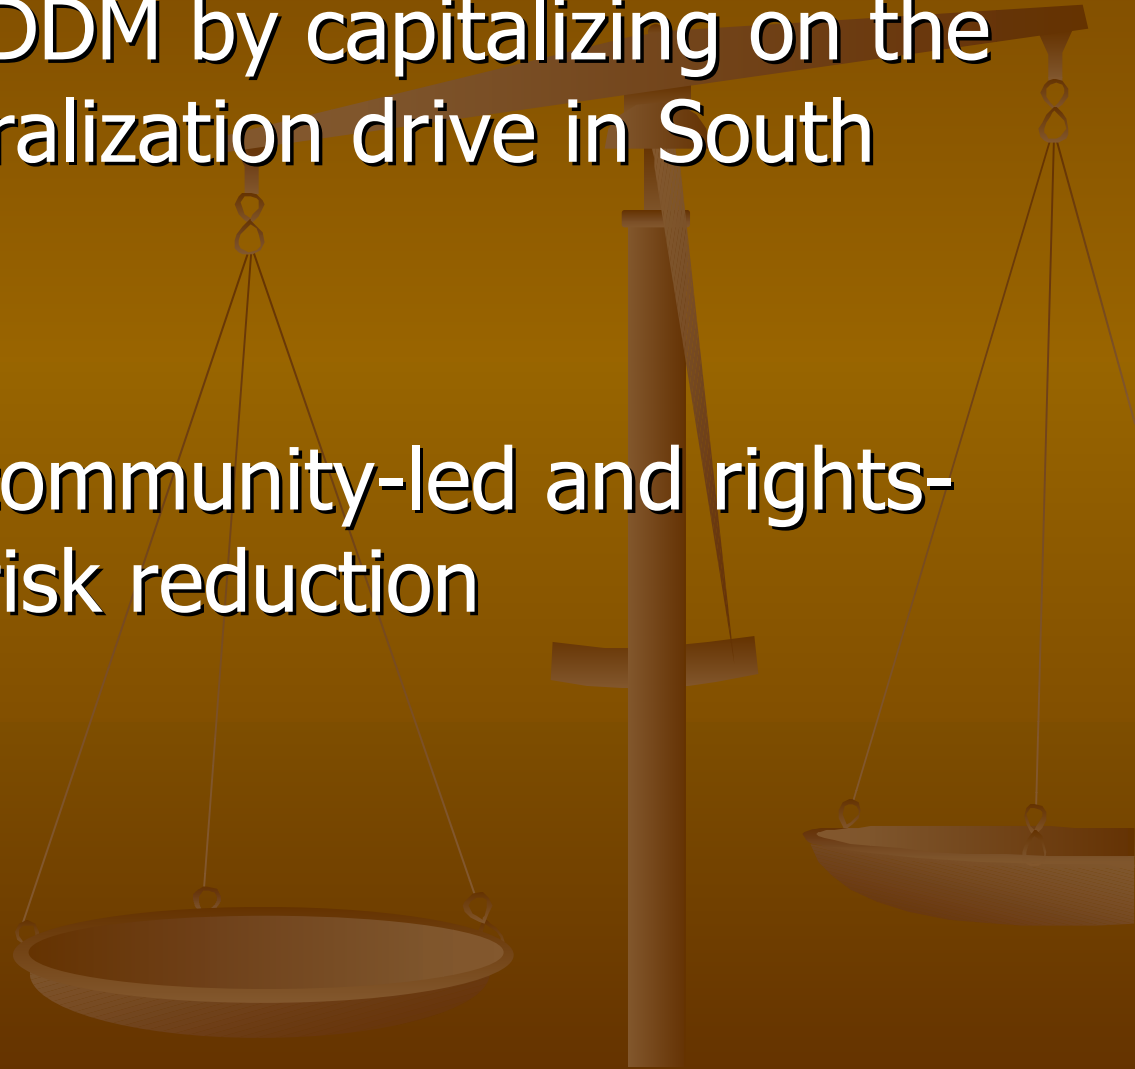 DDM by capitalizing on the
ralization drive in South
ommunity-led and rights-
risk reduction